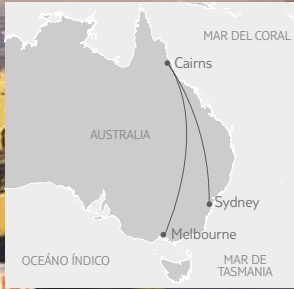 MAR DEL CORAL
Cairns
AUSTRALIA
Sydney
Melbourne
OCEÁNO ÍNDICO
MAR DE
TASMANIA